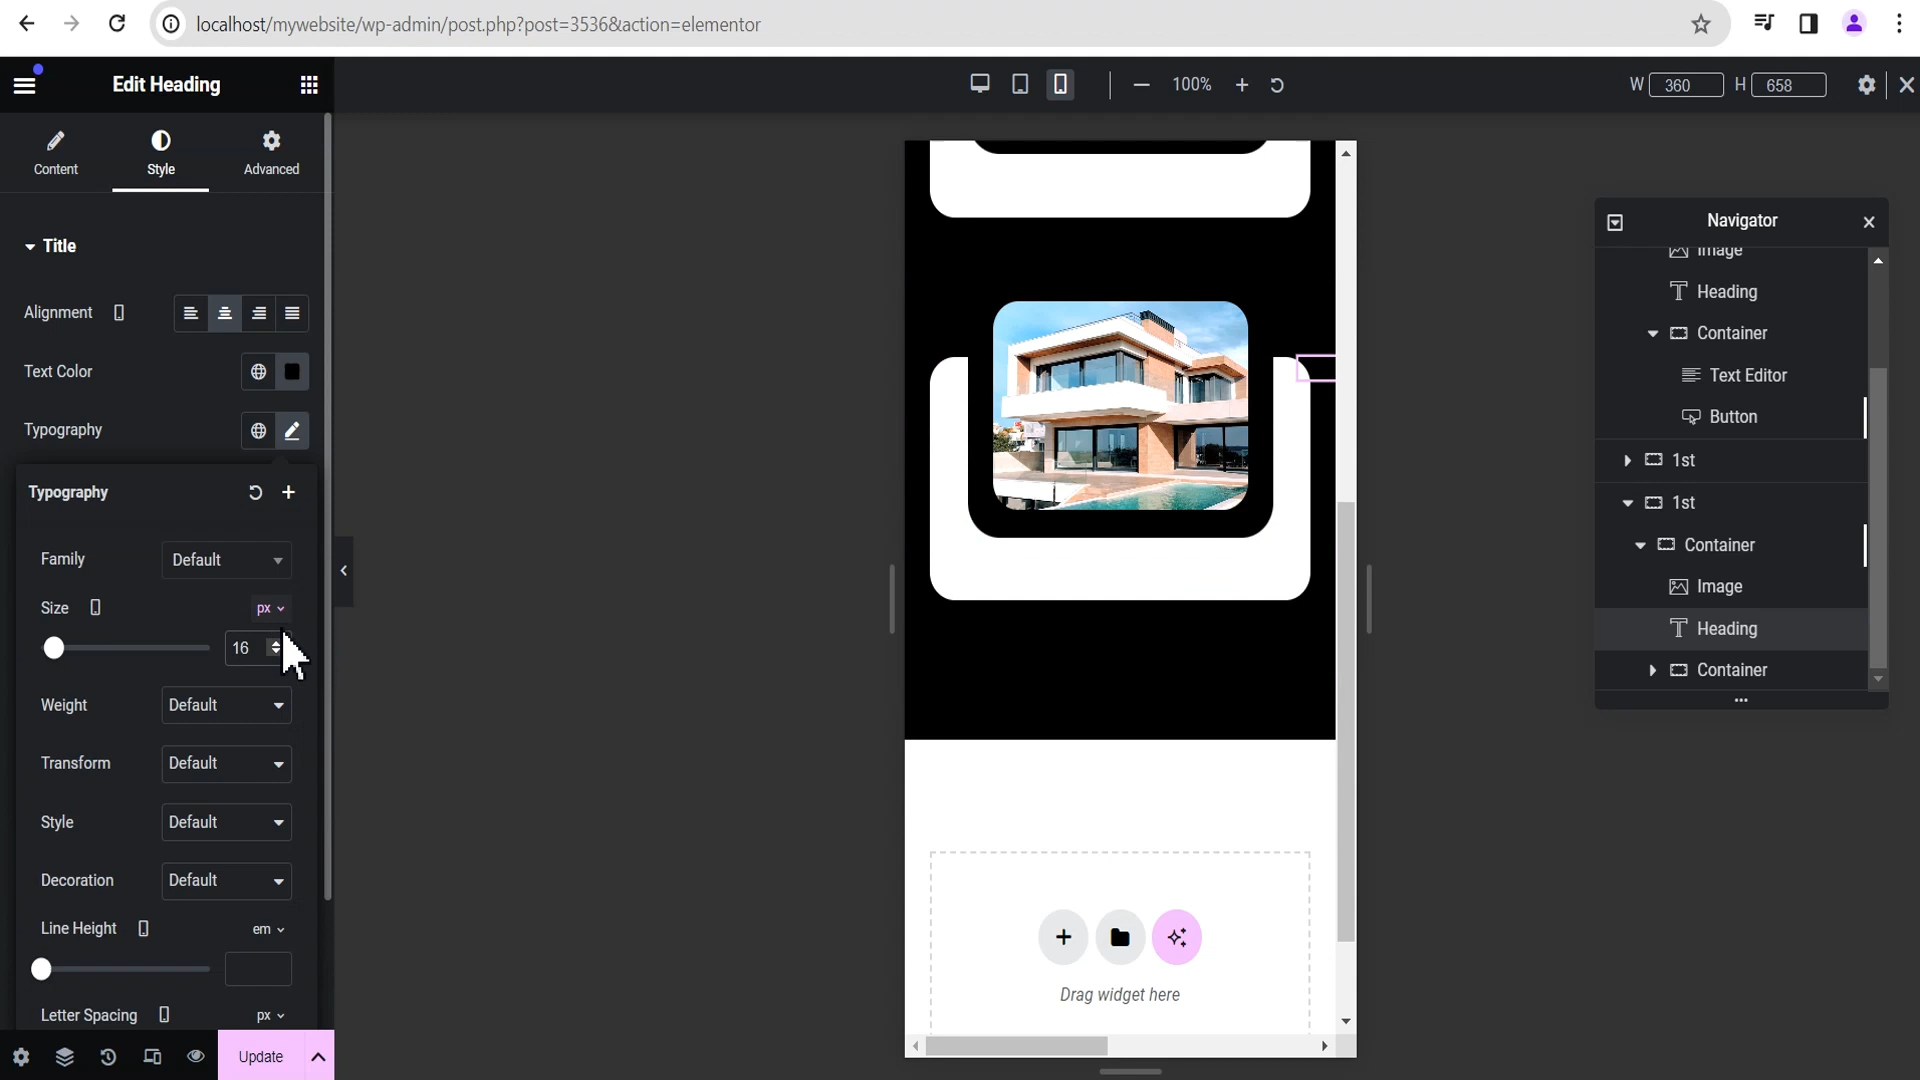 localhost/mywebsite/wp-admin/post.php?post=3536&action=elementor
Edit Heading
100%
W 360 H 658
Content
Style
Advanced
Title
Alignment
Text Color
Typography
Typography
Family Default
Size px
16
Weight Default
Transform Default
Style Default
Decoration Default
Line Height em
Letter Spacing px
Update
Drag widget here
Navigator
Image
Heading
Container
Text Editor
Button
1st
1st
Container
Image
Heading
Container